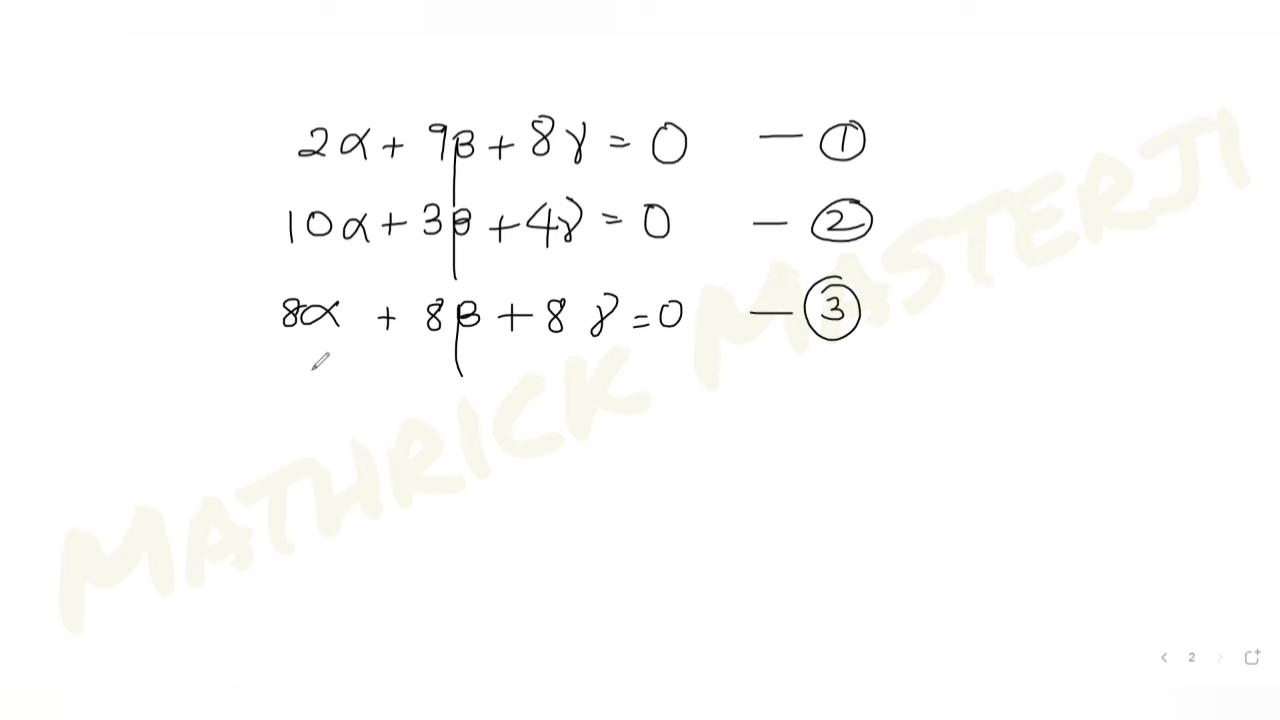 2α + 9β + 8γ = 0 — ①
10α + 3β + 4γ = 0 — ②
8α + 8β + 8γ = 0 — ③
MATHRICK MASTERJI
2